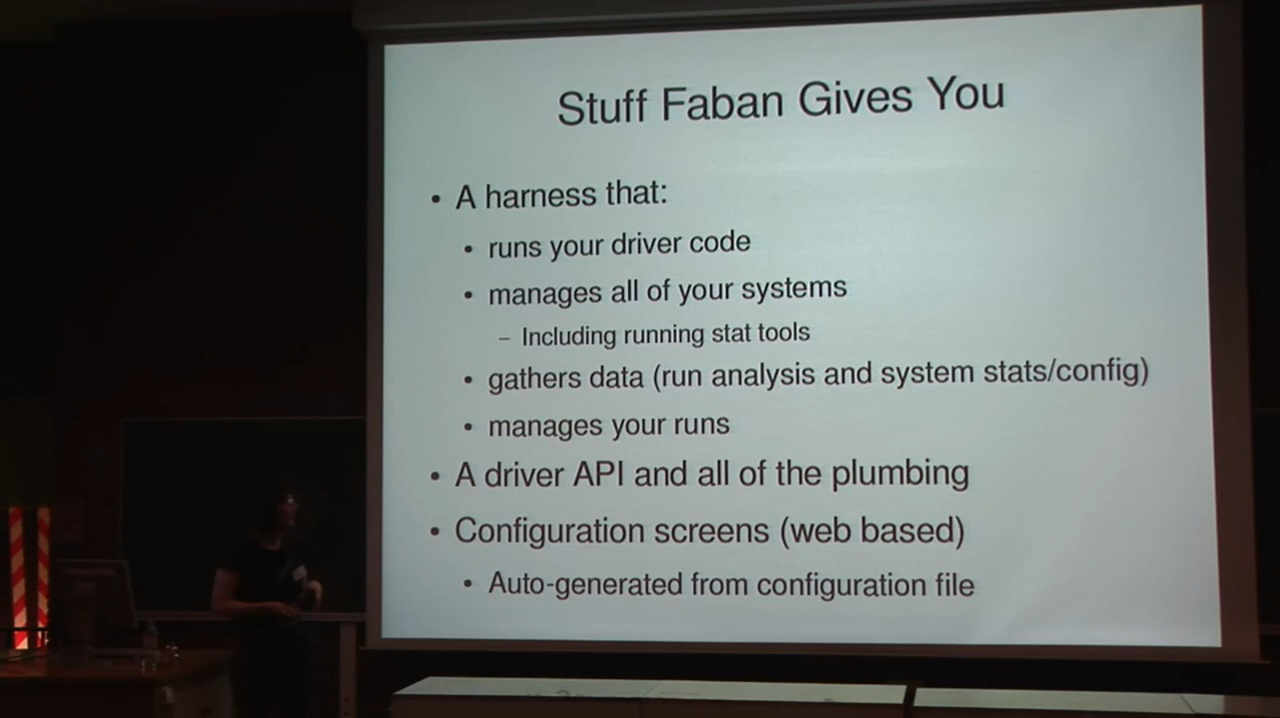 Stuff Faban Gives You
• A harness that:
• runs your driver code
• manages all of your systems
– Including running stat tools
• gathers data (run analysis and system stats/config)
• manages your runs
• A driver API and all of the plumbing
• Configuration screens (web based)
• Auto-generated from configuration file